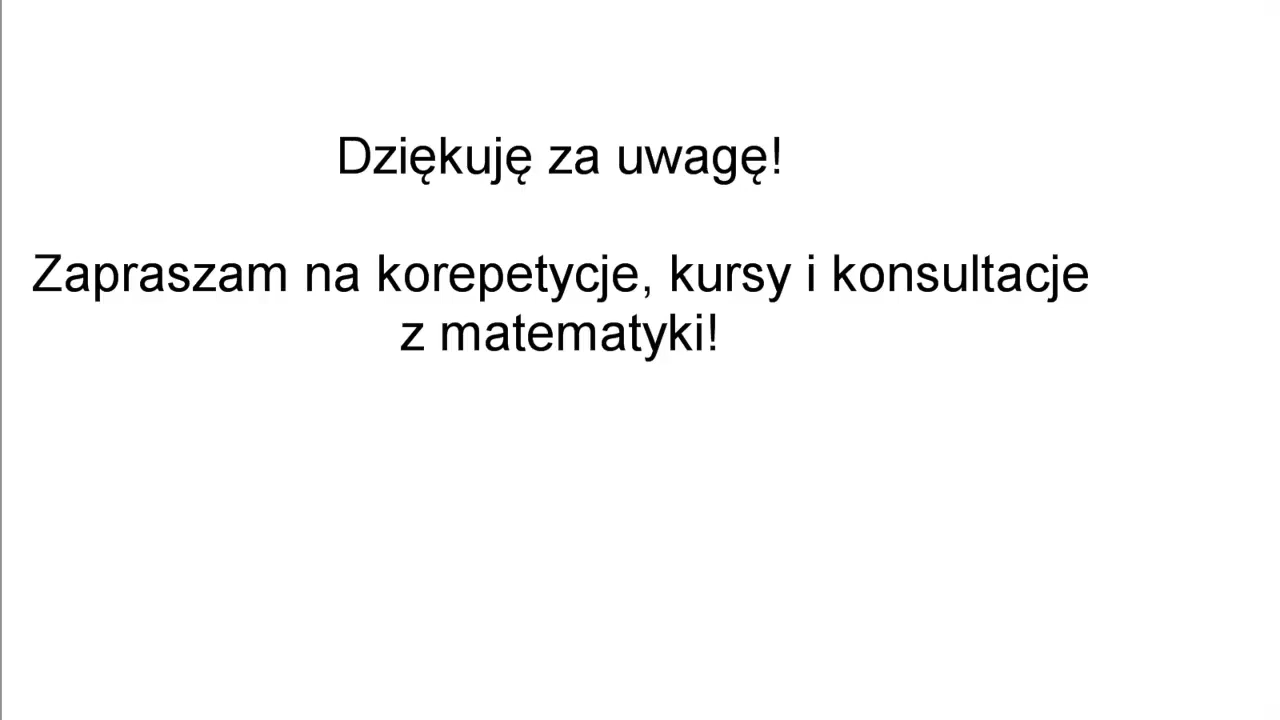 Dziękuję za uwagę!
Zapraszam na korepetycje, kursy i konsultacje
z matematyki!